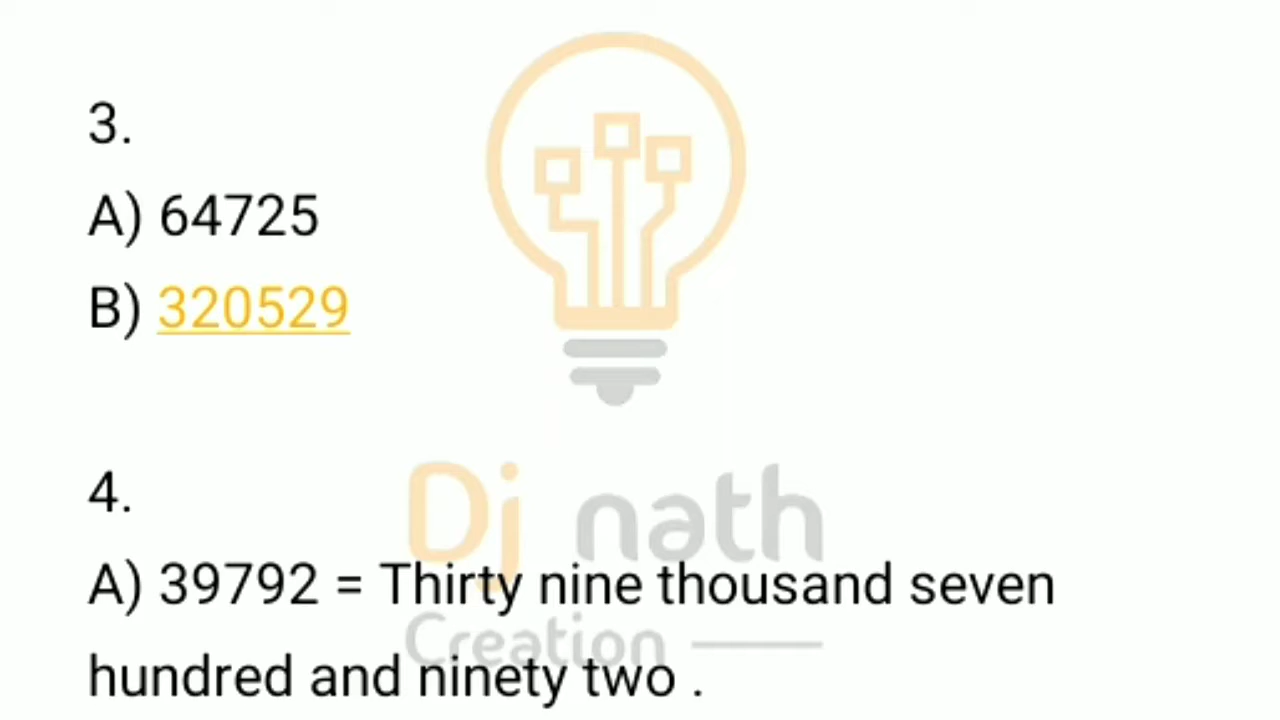 3.
A) 64725
B) 320529
4.
Dj nath
A) 39792 = Thirty nine thousand seven
Creation
hundred and ninety two .